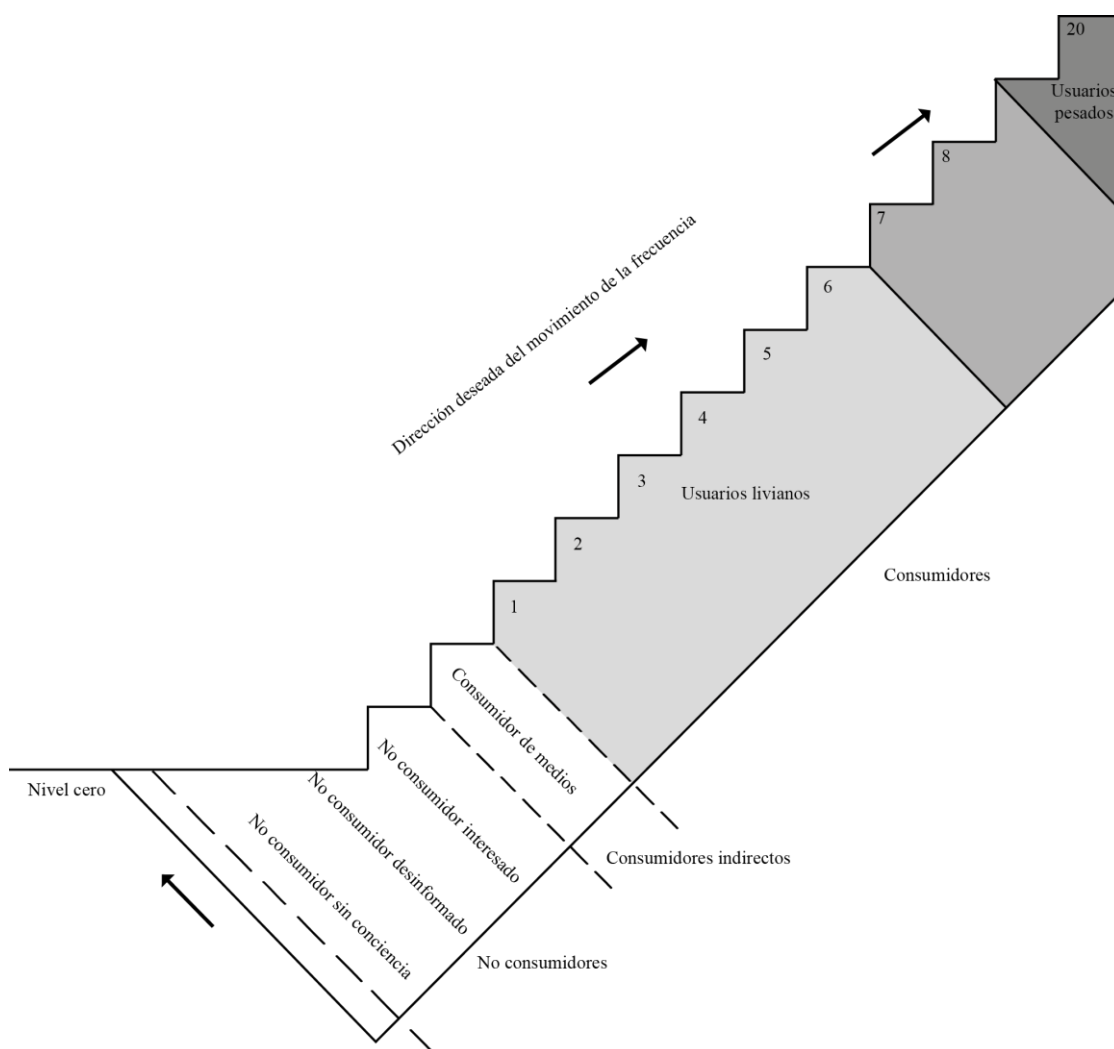 20
Usuarios
pesados
8
7
6
5
4
3
2
1
Dirección deseada del movimiento de la frecuencia
Usuarios livianos
Consumidores
Consumidor de medios
No consumidor interesado
No consumidor desinformado
No consumidor sin conciencia
Nivel cero
Consumidores indirectos
No consumidores